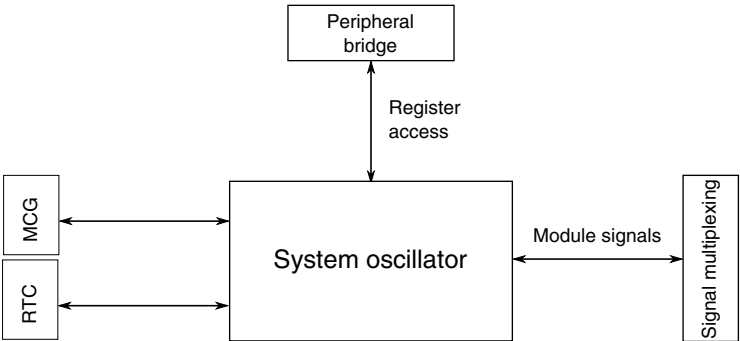 Peripheral
bridge
Register
access
MCG
System oscillator
Module signals
Signal multiplexing
RTC